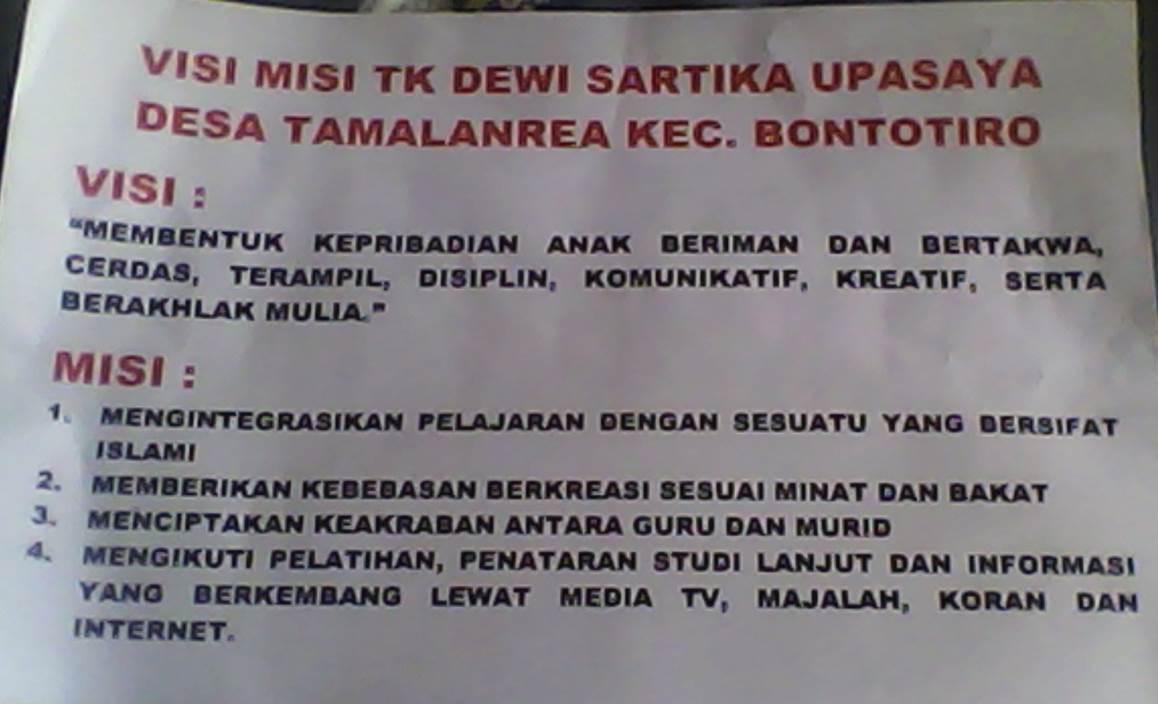 VISI MISI TK DEWI SARTIKA UPASAYA
DESA TAMALANREA KEC. BONTOTIRO
VISI :
“MEMBENTUK KEPRIBADIAN ANAK BERIMAN DAN BERTAKWA,
CERDAS, TERAMPIL, DISIPLIN, KOMUNIKATIF, KREATIF, SERTA
BERAKHLAK MULIA.”
MISI :
1. MENGINTEGRASIKAN PELAJARAN DENGAN SESUATU YANG BERSIFAT
ISLAMI
2. MEMBERIKAN KEBEBASAN BERKREASI SESUAI MINAT DAN BAKAT
3. MENCIPTAKAN KEAKRABAN ANTARA GURU DAN MURID
4. MENGIKUTI PELATIHAN, PENATARAN STUDI LANJUT DAN INFORMASI
YANG BERKEMBANG LEWAT MEDIA TV, MAJALAH, KORAN DAN
INTERNET.